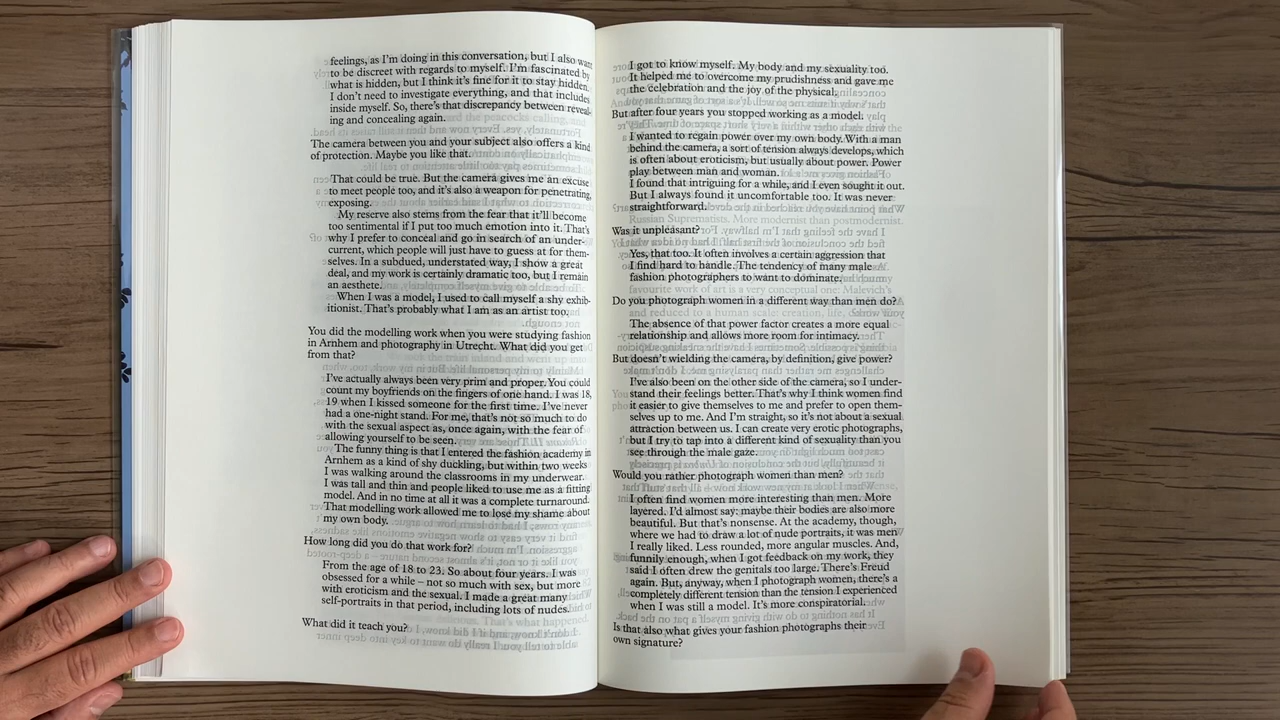 feelings, as I'm doing in this conversation, but I also want
to be discreet with regards to myself. I'm fascinated by
what is hidden, but I think it's fine for it to stay hidden.
I don't need to investigate everything, and that includes
inside myself. So, there's that discrepancy between reveal-
ing and concealing again.
The camera between you and your subject also offers a kind
of protection. Maybe you like that.
That could be true. But the camera gives me an excuse
to meet people too, and it's also a weapon for penetrating,
exposing.
My reserve also stems from the fear that it'll become
too sentimental if I put too much emotion into it. That's
why I prefer to conceal and go in search of an under-
current, which people will just have to guess at for them-
selves. In a subdued, understated way, I show a great
deal, and my work is certainly dramatic too, but I remain
an aesthete.
When I was a model, I used to call myself a shy exhib-
itionist. That's probably what I am as an artist too.
You did the modelling work when you were studying fashion
in Arnhem and photography in Utrecht. What did you get
from that?
I've actually always been very prim and proper. You could
count my boyfriends on the fingers of one hand. I was 18,
19 when I kissed someone for the first time. I've never
had a one-night stand. For me, that's not so much to do
with the sexual aspect as, once again, with the fear of
allowing yourself to be seen.
The funny thing is that I entered the fashion academy in
Arnhem as a kind of shy duckling, but within two weeks
I was walking around the classrooms in my underwear.
I was tall and thin and people liked to use me as a fitting
model. And in no time at all it was a complete turnaround.
That modelling work allowed me to lose my shame about
my own body.
How long did you do that work for?
From the age of 18 to 23. So about four years. I was
obsessed for a while – not so much with sex, but more
with eroticism and the sexual. I made a great many
self-portraits in that period, including lots of nudes.
What did it teach you?
I got to know myself. My body and my sexuality too.
It helped me to overcome my prudishness and gave me
the celebration and the joy of the physical.
But after four years you stopped working as a model.
I wanted to regain power over my own body. With a man
behind the camera, a sort of tension always develops, which
is often about eroticism, but usually about power. Power
play between man and woman.
I found that intriguing for a while, and I even sought it out.
But I always found it uncomfortable too. It was never
straightforward.
Was it unpleasant?
Yes, that too. It often involves a certain aggression that
I find hard to handle. The tendency of many male
fashion photographers to want to dominate.
Do you photograph women in a different way than men do?
The absence of that power factor creates a more equal
relationship and allows more room for intimacy.
But doesn't wielding the camera, by definition, give power?
I've also been on the other side of the camera, so I under-
stand their feelings better. That's why I think women find
it easier to give themselves to me and prefer to open them-
selves up to me. And I'm straight, so it's not about a sexual
attraction between us. I can create very erotic photographs,
but I try to tap into a different kind of sexuality than you
see through the male gaze.
Would you rather photograph women than men?
I often find women more interesting than men. More
layered. I'd almost say: maybe their bodies are also more
beautiful. But that's nonsense. At the academy, though,
where we had to draw a lot of nude portraits, it was men
I really liked. Less rounded, more angular muscles. And,
funnily enough, when I got feedback on my work, they
said I often drew the genitals too large. There's Freud
again. But, anyway, when I photograph women, there's a
completely different tension than the tension I experienced
when I was still a model. It's more conspiratorial.
Is that also what gives your fashion photographs their
own signature?